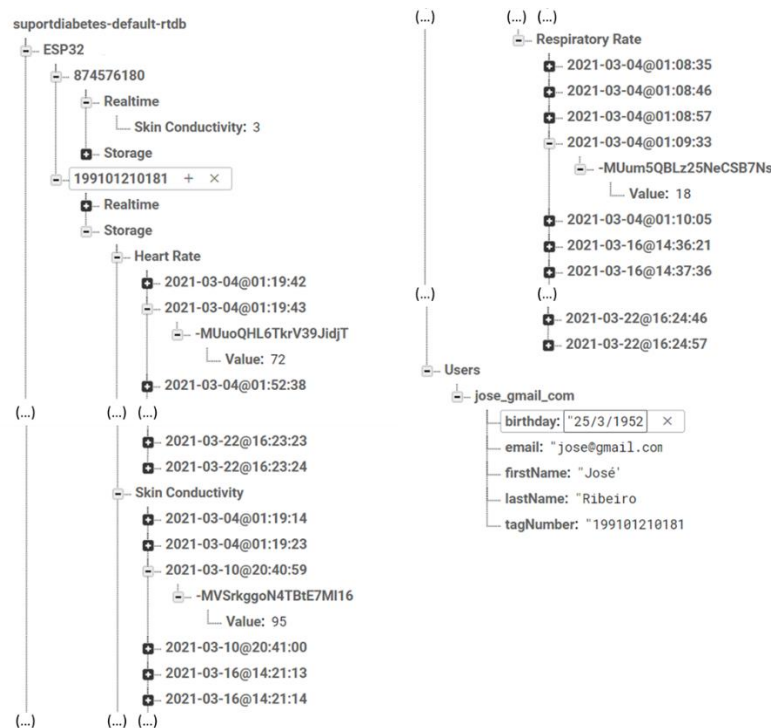 suportdiabetes-default-rtdb
ESP32
874576180
Realtime
Skin Conductivity: 3
Storage
199101210181 + ×
Realtime
Storage
Heart Rate
2021-03-04@01:19:42
2021-03-04@01:19:43
-MUuoQHL6TkrV39JidjT
Value: 72
2021-03-04@01:52:38
(...) (...) (...)
2021-03-22@16:23:23
2021-03-22@16:23:24
Skin Conductivity
2021-03-04@01:19:14
2021-03-04@01:19:23
2021-03-10@20:40:59
-MVSrkggoN4TBtE7MI16
Value: 95
2021-03-10@20:41:00
2021-03-16@14:21:13
2021-03-16@14:21:14
(...) (...) (...)
(...) (...) (...)
Respiratory Rate
2021-03-04@01:08:35
2021-03-04@01:08:46
2021-03-04@01:08:57
2021-03-04@01:09:33
-MUum5QBLz25NeCSB7Ns
Value: 18
2021-03-04@01:10:05
2021-03-16@14:36:21
2021-03-16@14:37:36
(...) (...)
2021-03-22@16:24:46
2021-03-22@16:24:57
Users
jose_gmail_com
birthday: "25/3/1952 ×
email: "jose@gmail.com
firstName: "José'
lastName: "Ribeiro
tagNumber: "199101210181